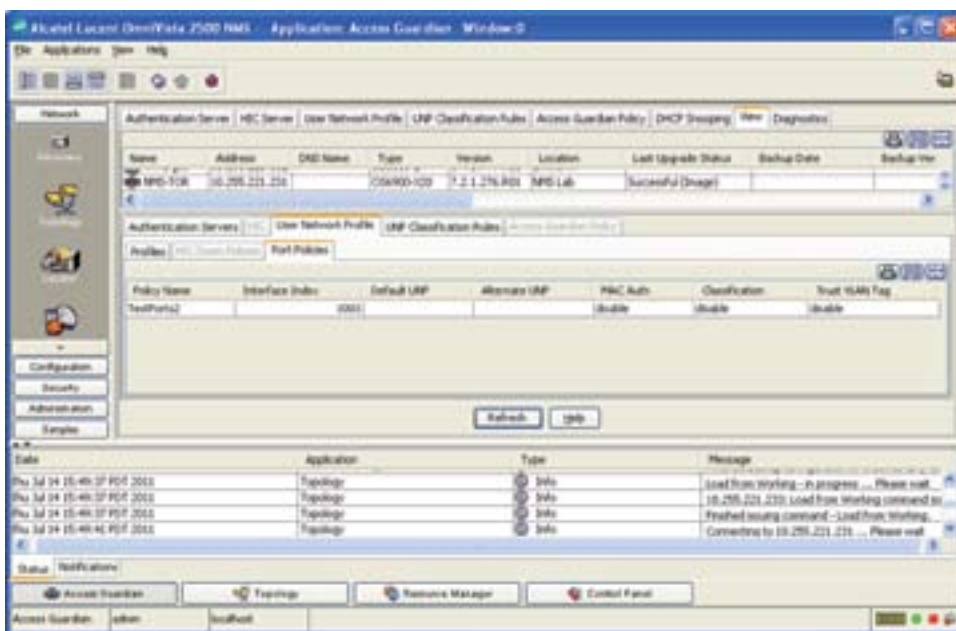 Alcatel Lucent OmniVista 2500 NMS Application: Access Guardian Window:0
File Applications View Help
Network
Authentication Server HIC Server User Network Profile UNP Classification Rules Access Guardian Policy DHCP Snooping View Diagnostics
Name Address DNS Name Type Version Location Last Upgrade Status Backup Date Backup Ver
NMS-TOR 10.255.221.231 OS6900-X20 7.2.1.276.R01 NMS Lab Successful (Image)
Authentication Servers HIC User Network Profile UNP Classification Rules Access Guardian Policy
Profiles Port Policies
Policy Name Interface Index Default UNP Alternate UNP MAC Auth Classification Trust VLAN Tag
TestPorts2 1001 disable disable disable
Configuration
Security
Administration
Samples
Refresh Help
Date Application Type Message
Thu Jul 14 15:49:37 PDT 2011 Topology Info Load from Working - in progress ... Please wait
Thu Jul 14 15:49:37 PDT 2011 Topology Info 10.255.221.233: Load from Working command
Thu Jul 14 15:49:37 PDT 2011 Topology Info Finished issuing command - Load from Working.
Thu Jul 14 15:49:41 PDT 2011 Topology Info Connecting to 10.255.221.231 ... Please wait
Status Notifications
Access Guardian Topology Resource Manager Control Panel
Access Guardian admin localhost